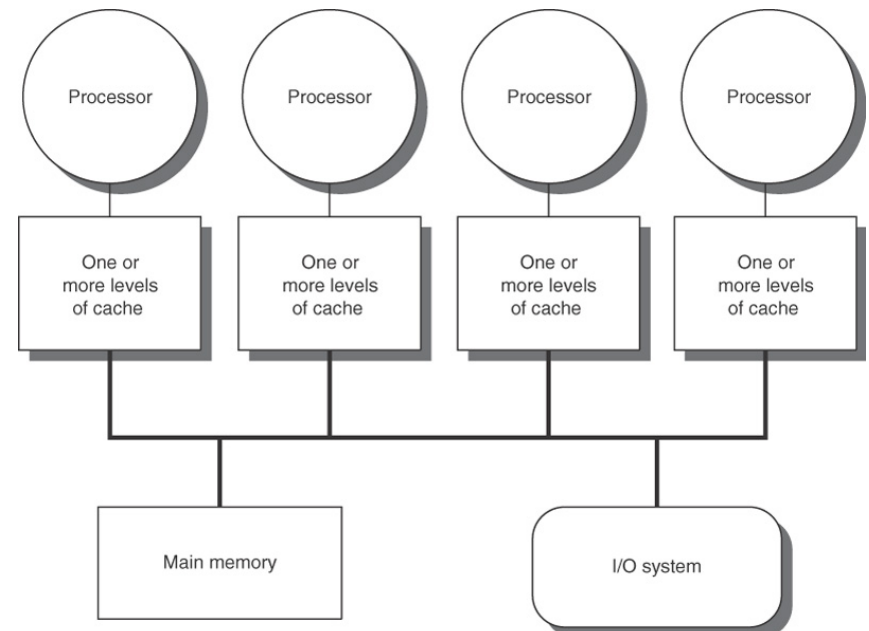 Processor
Processor
Processor
Processor
One or
more levels
of cache
One or
more levels
of cache
One or
more levels
of cache
One or
more levels
of cache
Main memory
I/O system